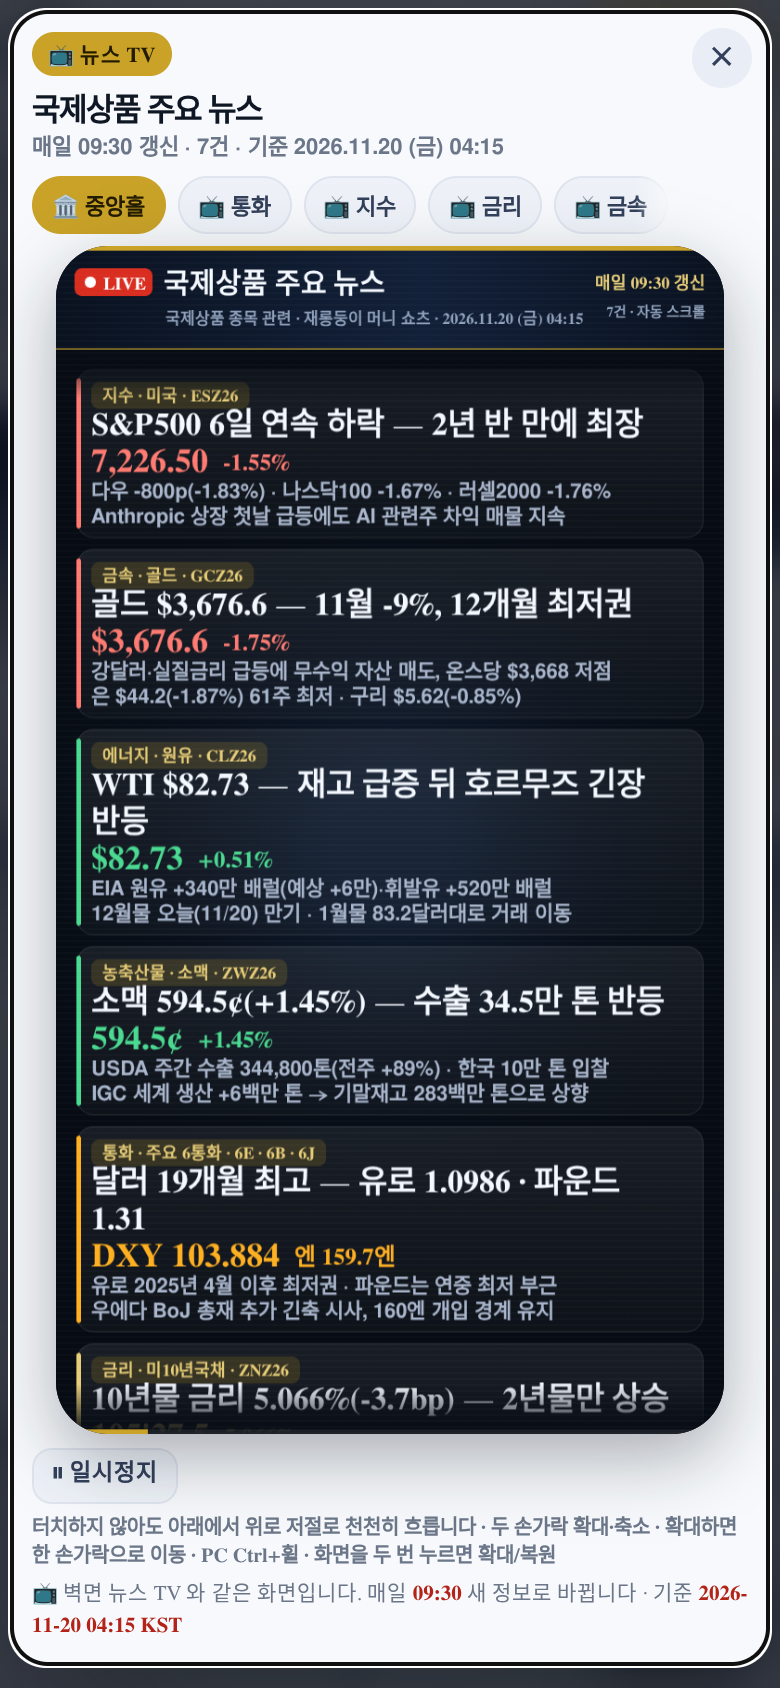 📺 뉴스 TV
국제상품 주요 뉴스
매일 09:30 갱신 · 7건 · 기준 2026.11.20 (금) 04:15
🏛️ 중앙홀 📺 통화 📺 지수 📺 금리 📺 금속
LIVE 국제상품 주요 뉴스 매일 09:30 갱신
국제상품 종목 관련 · 재롱둥이 머니 쇼츠 · 2026.11.20 (금) 04:15 7건 · 자동 스크롤
지수 · 미국 · ESZ26
S&P500 6일 연속 하락 — 2년 반 만에 최장
7,226.50 -1.55%
다우 -800p(-1.83%) · 나스닥100 -1.67% · 러셀2000 -1.76%
Anthropic 상장 첫날 급등에도 AI 관련주 차익 매물 지속
금속 · 골드 · GCZ26
골드 $3,676.6 — 11월 -9%, 12개월 최저권
$3,676.6 -1.75%
강달러·실질금리 급등에 무수익 자산 매도, 온스당 $3,668 저점
은 $44.2(-1.87%) 61주 최저 · 구리 $5.62(-0.85%)
에너지 · 원유 · CLZ26
WTI $82.73 — 재고 급증 뒤 호르무즈 긴장
반등
$82.73 +0.51%
EIA 원유 +340만 배럴(예상 +6만)·휘발유 +520만 배럴
12월물 오늘(11/20) 만기 · 1월물 83.2달러대로 거래 이동
농축산물 · 소맥 · ZWZ26
소맥 594.5¢(+1.45%) — 수출 34.5만 톤 반등
594.5¢ +1.45%
USDA 주간 수출 344,800톤(전주 +89%) · 한국 10만 톤 입찰
IGC 세계 생산 +6백만 톤 → 기말재고 283백만 톤으로 상향
통화 · 주요 6통화 · 6E · 6B · 6J
달러 19개월 최고 — 유로 1.0986 · 파운드
1.31
DXY 103.884 엔 159.7엔
유로 2025년 4월 이후 최저권 · 파운드는 연중 최저 부근
우에다 BoJ 총재 추가 긴축 시사, 160엔 개입 경계 유지
금리 · 미10년국채 · ZNZ26
10년물 금리 5.066%(-3.7bp) — 2년물만 상승
⏸ 일시정지
터치하지 않아도 아래에서 위로 저절로 천천히 흐릅니다 · 두 손가락 확대·축소 · 확대하면
한 손가락으로 이동 · PC Ctrl+휠 · 화면을 두 번 누르면 확대/복원
📺 벽면 뉴스 TV 와 같은 화면입니다. 매일 09:30 새 정보로 바뀝니다 · 기준 2026-
11-20 04:15 KST